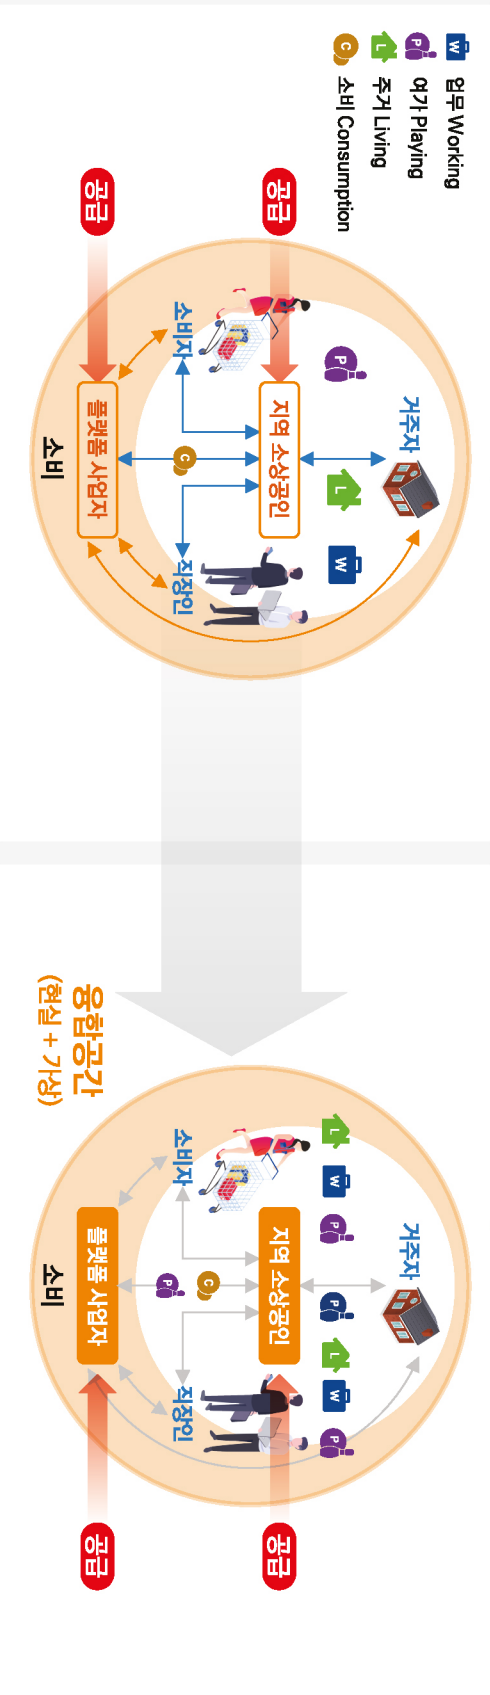 W 업무 Working
P 여가 Playing
L 주거 Living
C 소비 Consumption
공급
공급
거주자
P
L
W
소비자
지역 소상공인
직장인
C
플랫폼 사업자
소비
융합공간
(현실 + 가상)
거주자
L
W
P
P
L
W
P
소비자
지역 소상공인
직장인
C
P
플랫폼 사업자
소비
공급
공급